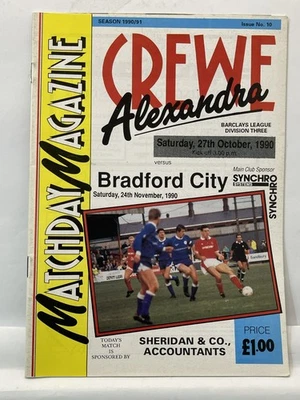 SEASON 1990/91
Issue No: 10
MATCHDAY MAGAZINE
CREWE
Alexandra
BARCLAYS LEAGUE
DIVISION THREE
Saturday, 27th October, 1990
Kick off 3.00 p.m.
versus
Main Club Sponsor
Bradford City
SYNCHRO
SYSTEMS
Saturday, 24th November, 1990
SYNCHRO
TODAY'S
MATCH
IS
SPONSORED BY
SHERIDAN & CO.,
ACCOUNTANTS
PRICE
£1.00